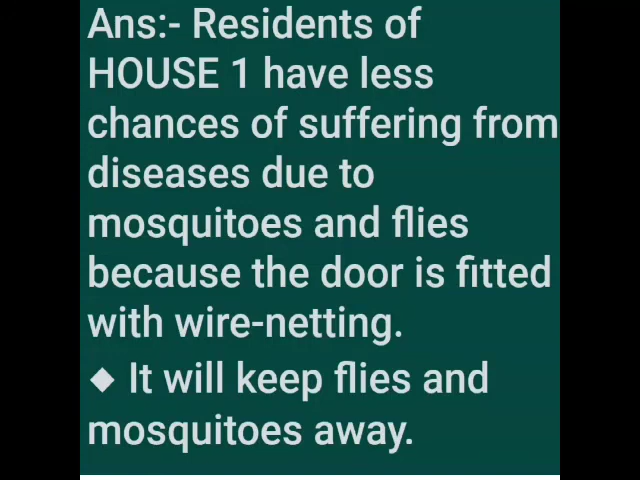 Ans:- Residents of
HOUSE 1 have less
chances of suffering from
diseases due to
mosquitoes and flies
because the door is fitted
with wire-netting.
◆ It will keep flies and
mosquitoes away.